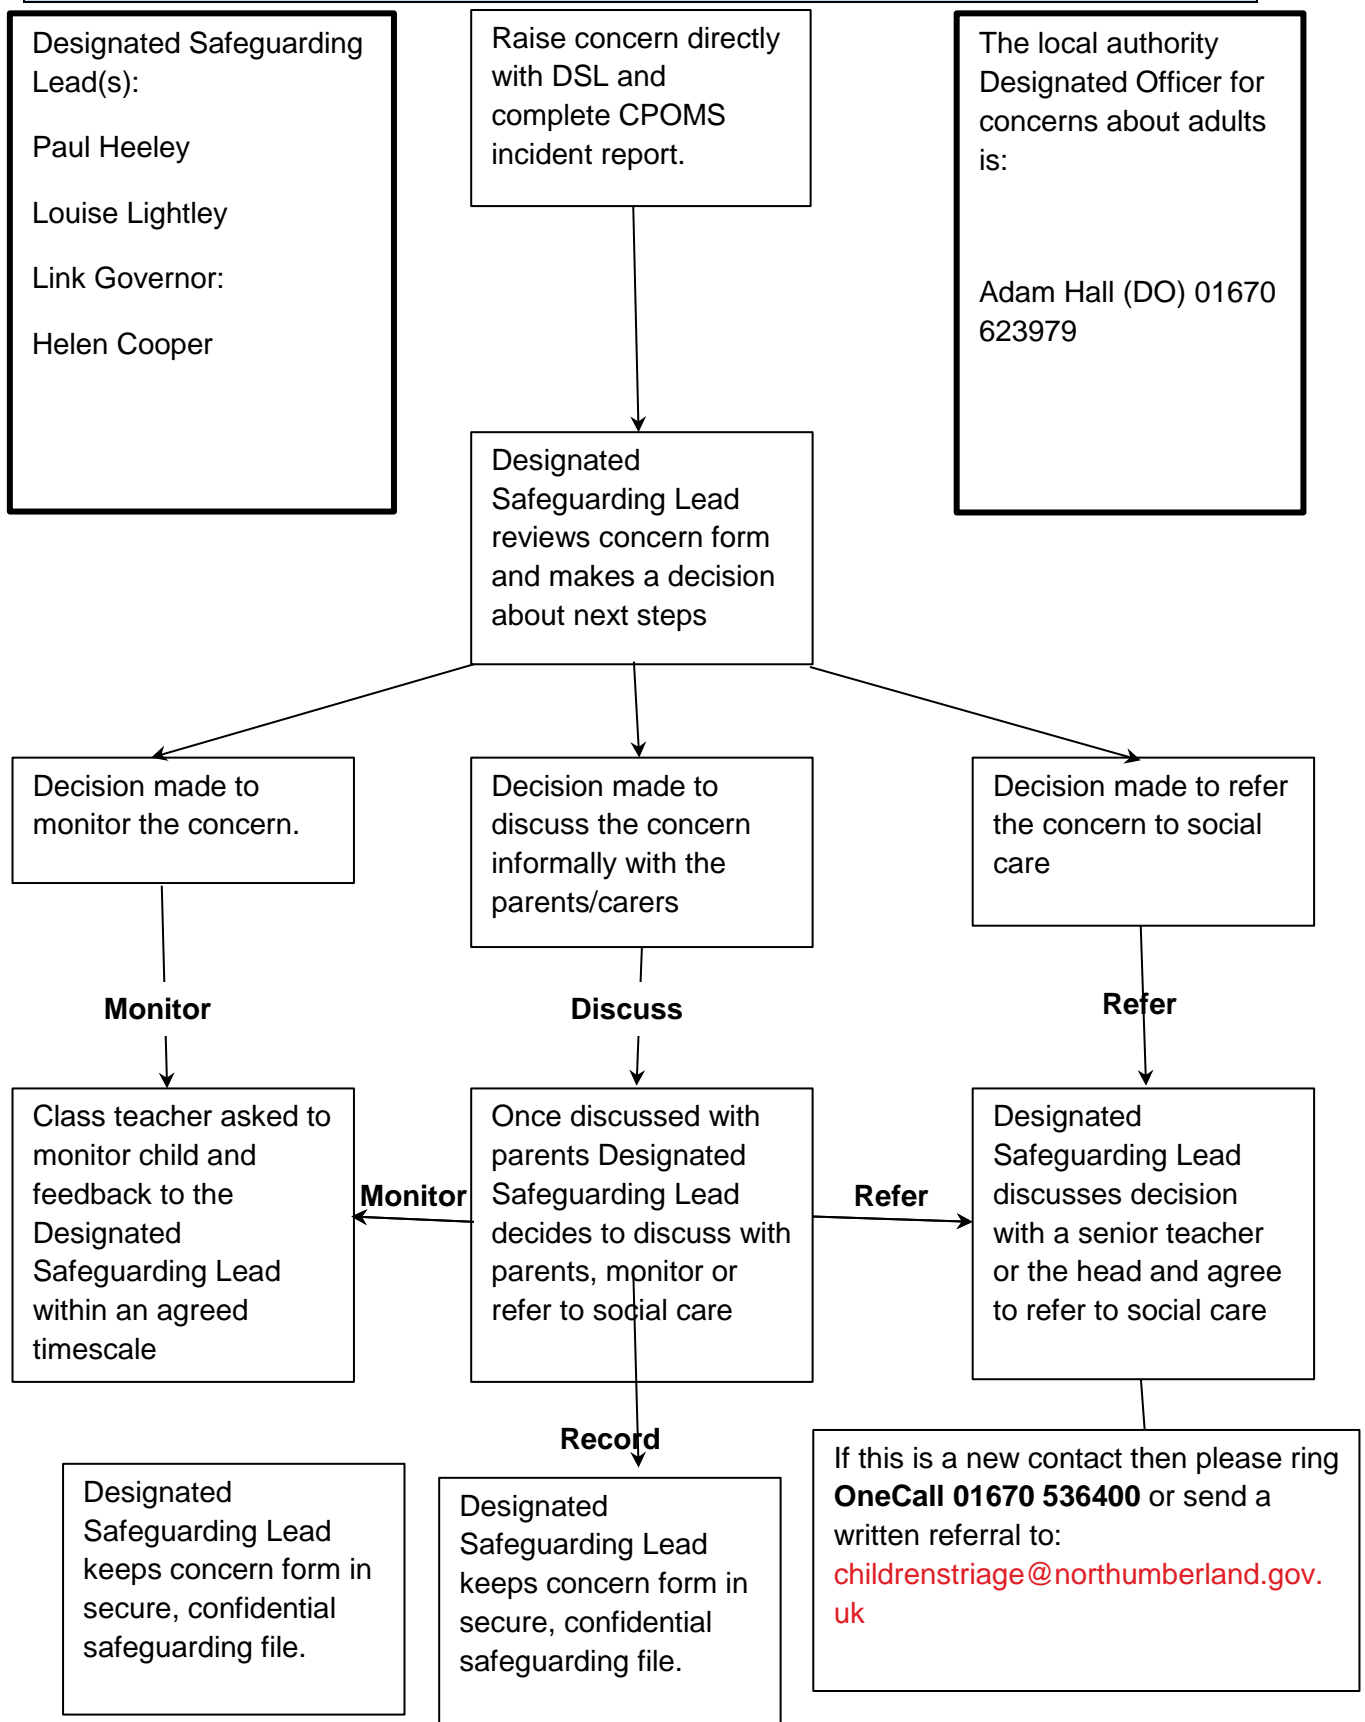 Designated Safeguarding
Lead(s):
Paul Heeley
Louise Lightley
Link Governor:
Helen Cooper
Raise concern directly
with DSL and
complete CPOMS
incident report.
The local authority
Designated Officer for
concerns about adults
is:
Adam Hall (DO) 01670
623979
Designated
Safeguarding Lead
reviews concern form
and makes a decision
about next steps
Decision made to
monitor the concern.
Decision made to
discuss the concern
informally with the
parents/carers
Decision made to refer
the concern to social
care
Monitor
Discuss
Refer
Class teacher asked to
monitor child and
feedback to the
Designated
Safeguarding Lead
within an agreed
timescale
Monitor
Once discussed with
parents Designated
Safeguarding Lead
decides to discuss with
parents, monitor or
refer to social care
Refer
Designated
Safeguarding Lead
discusses decision
with a senior teacher
or the head and agree
to refer to social care
Record
Designated
Safeguarding Lead
keeps concern form in
secure, confidential
safeguarding file.
Designated
Safeguarding Lead
keeps concern form in
secure, confidential
safeguarding file.
If this is a new contact then please ring
OneCall 01670 536400 or send a
written referral to:
childrenstriage@northumberland.gov.
uk